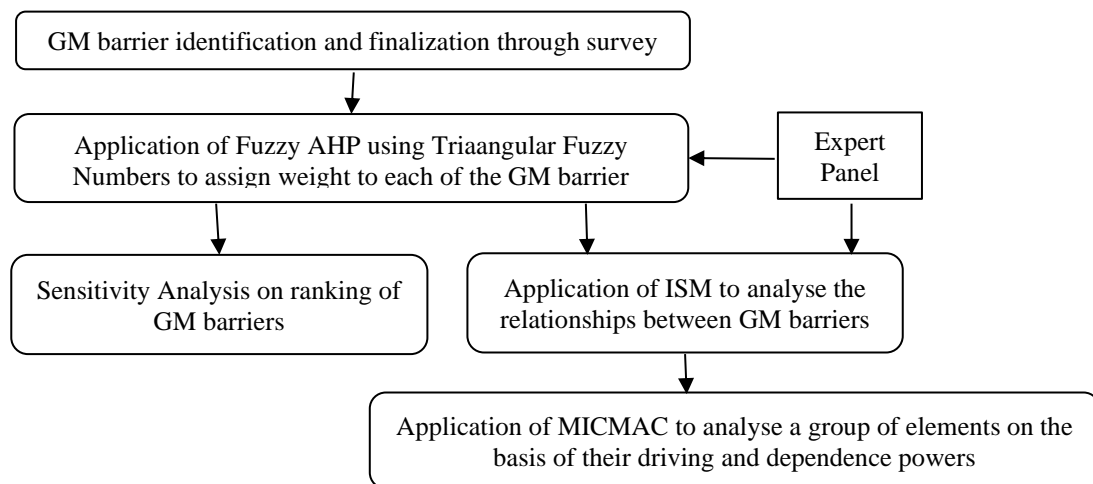 GM barrier identification and finalization through survey
Application of Fuzzy AHP using Triaangular Fuzzy
Numbers to assign weight to each of the GM barrier
Expert
Panel
Sensitivity Analysis on ranking of
GM barriers
Application of ISM to analyse the
relationships between GM barriers
Application of MICMAC to analyse a group of elements on the
basis of their driving and dependence powers